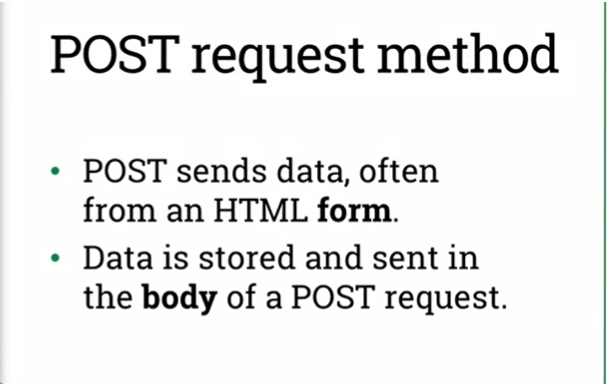 POST request method
• POST sends data, often
from an HTML form.
• Data is stored and sent in
the body of a POST request.